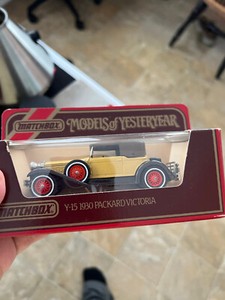 MATCHBOX
MODELS of YESTERYEAR
MATCHBOX
Y-15 1930 PACKARD VICTORIA